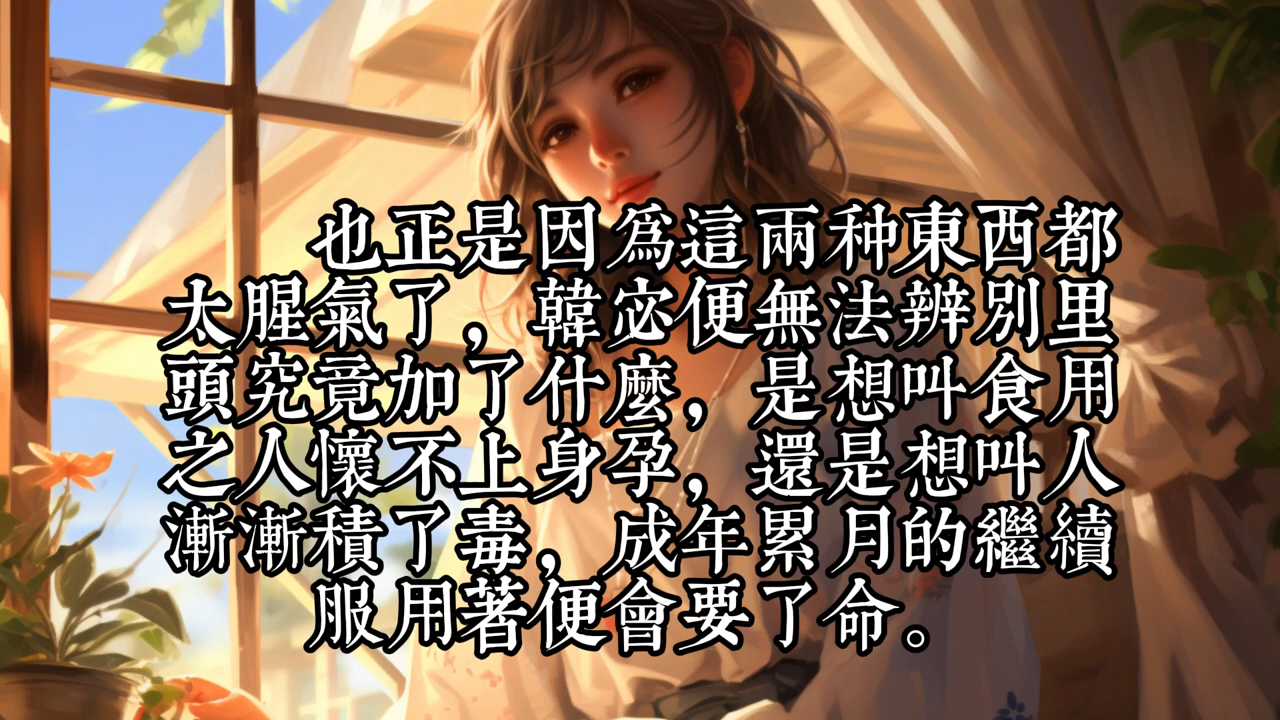 也正是因爲這兩种東西都
太腥氣了，韓宓便無法辨別里
頭究竟加了什麼，是想叫食用
之人懷不上身孕，還是想叫人
漸漸積了毒，成年累月的繼續
服用著便會要了命。